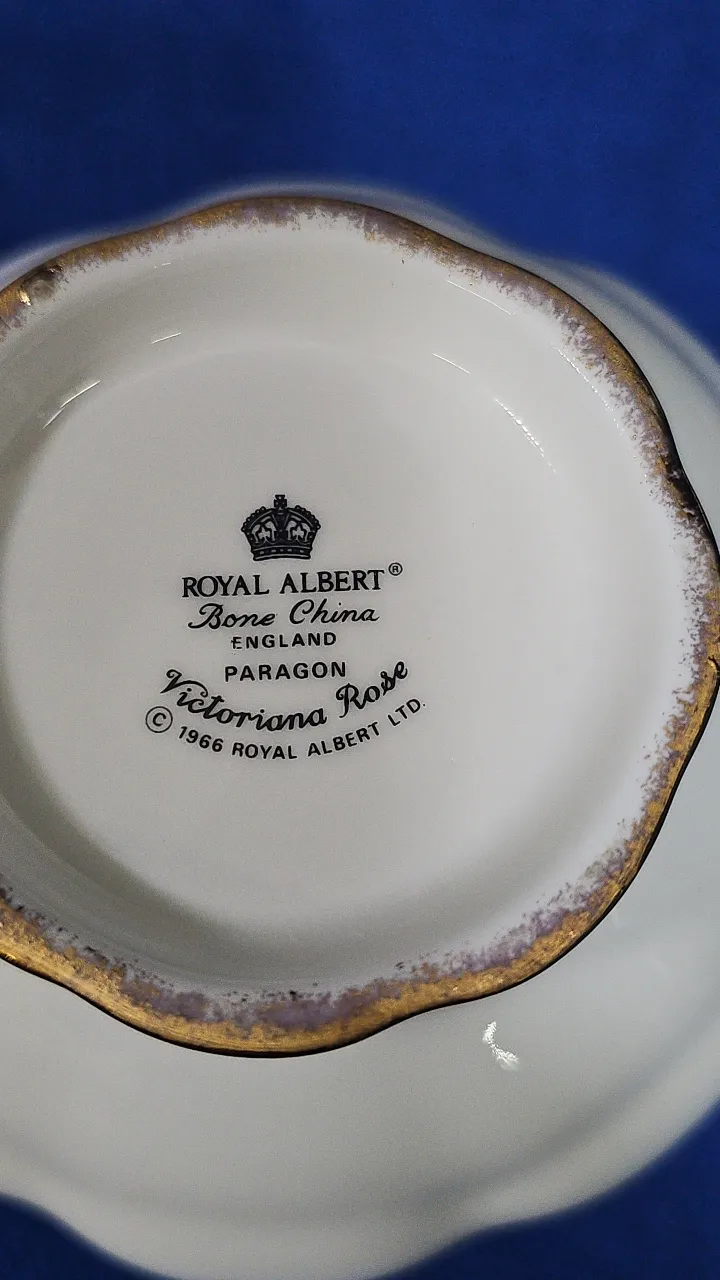 ROYAL ALBERT®
Bone China
ENGLAND
PARAGON
Victoriana Rose
© 1966 ROYAL ALBERT LTD.